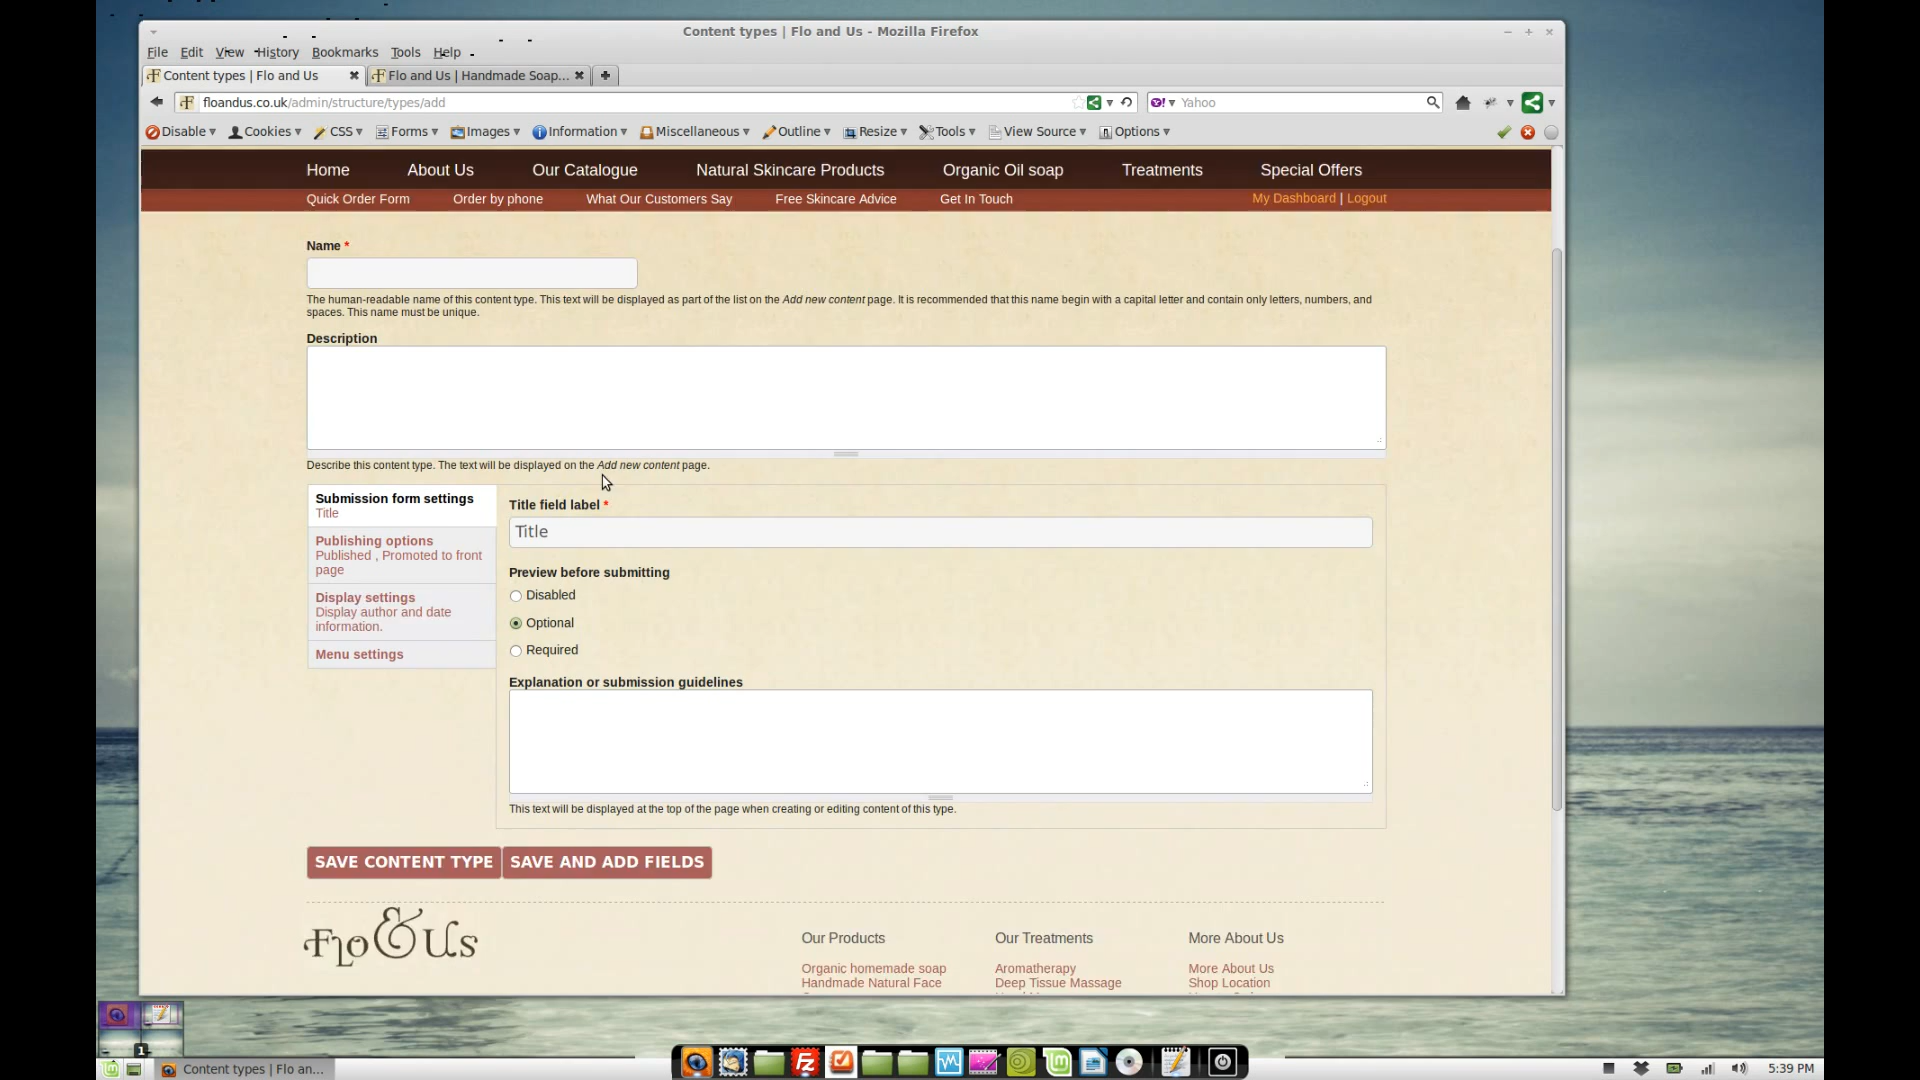 Content types | Flo and Us - Mozilla Firefox
File Edit View History Bookmarks Tools Help
Content types | Flo and Us
Flo and Us | Handmade Soap...
floandus.co.uk/admin/structure/types/add
Yahoo
Disable Cookies CSS Forms Images Information Miscellaneous Outline Resize Tools View Source Options
Home About Us Our Catalogue Natural Skincare Products Organic Oil soap Treatments Special Offers
Quick Order Form Order by phone What Our Customers Say Free Skincare Advice Get In Touch My Dashboard | Logout
Name *
The human-readable name of this content type. This text will be displayed as part of the list on the Add new content page. It is recommended that this name begin with a capital letter and contain only letters, numbers, and
spaces. This name must be unique.
Description
Describe this content type. The text will be displayed on the Add new content page.
Submission form settings
Title
Publishing options
Published , Promoted to front
page
Display settings
Display author and date
information.
Menu settings
Title field label *
Title
Preview before submitting
Disabled
Optional
Required
Explanation or submission guidelines
This text will be displayed at the top of the page when creating or editing content of this type.
SAVE CONTENT TYPE SAVE AND ADD FIELDS
Flo & Us
Our Products
Organic homemade soap
Handmade Natural Face
Our Treatments
Aromatherapy
Deep Tissue Massage
More About Us
More About Us
Shop Location
1
Content types | Flo an...
5:39 PM